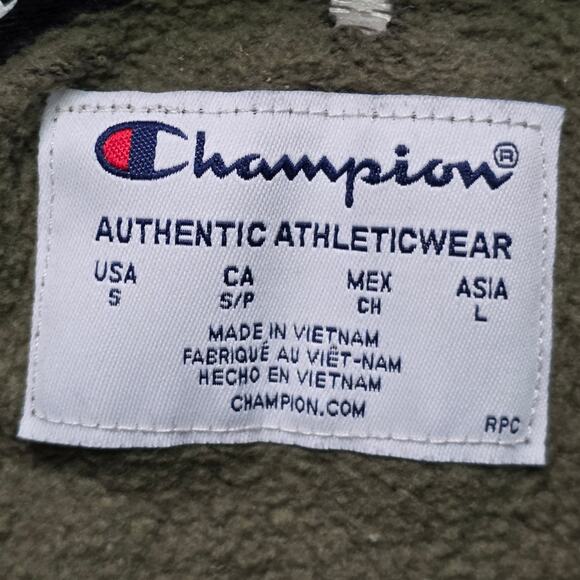 Champion®
AUTHENTIC ATHLETICWEAR
USA CA MEX ASIA
S S/P CH L
MADE IN VIETNAM
FABRIQUÉ AU VIÊT-NAM
HECHO EN VIETNAM
CHAMPION.COM
RPC